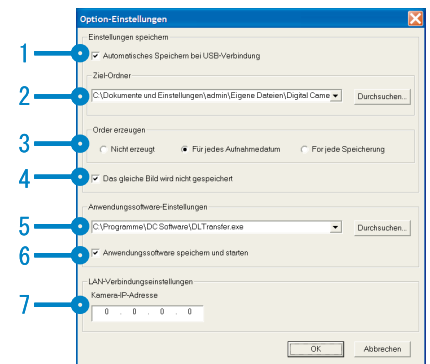 Option-Einstellungen
Einstellungen speichern
1
Automatisches Speichern bei USB-Verbindung
Ziel-Ordner
2
C:\Dokumente und Einstellungen\admin\Eigene Dateien\Digital Came
Durchsuchen...
Order erzeugen
3
Nicht erzeugt
Für jedes Aufnahmedatum
For jede Speicherung
4
Das gleiche Bild wird nicht gespeichert
Anwendungssoftware-Einstellungen
5
C:\Programme\DC Software\DLTransfer.exe
Durchsuchen...
6
Anwendungssoftware speichern und starten
LAN-Verbindungseinstellungen
7
Kamera-IP-Adresse
0 . 0 . 0 . 0
OK
Abbrechen